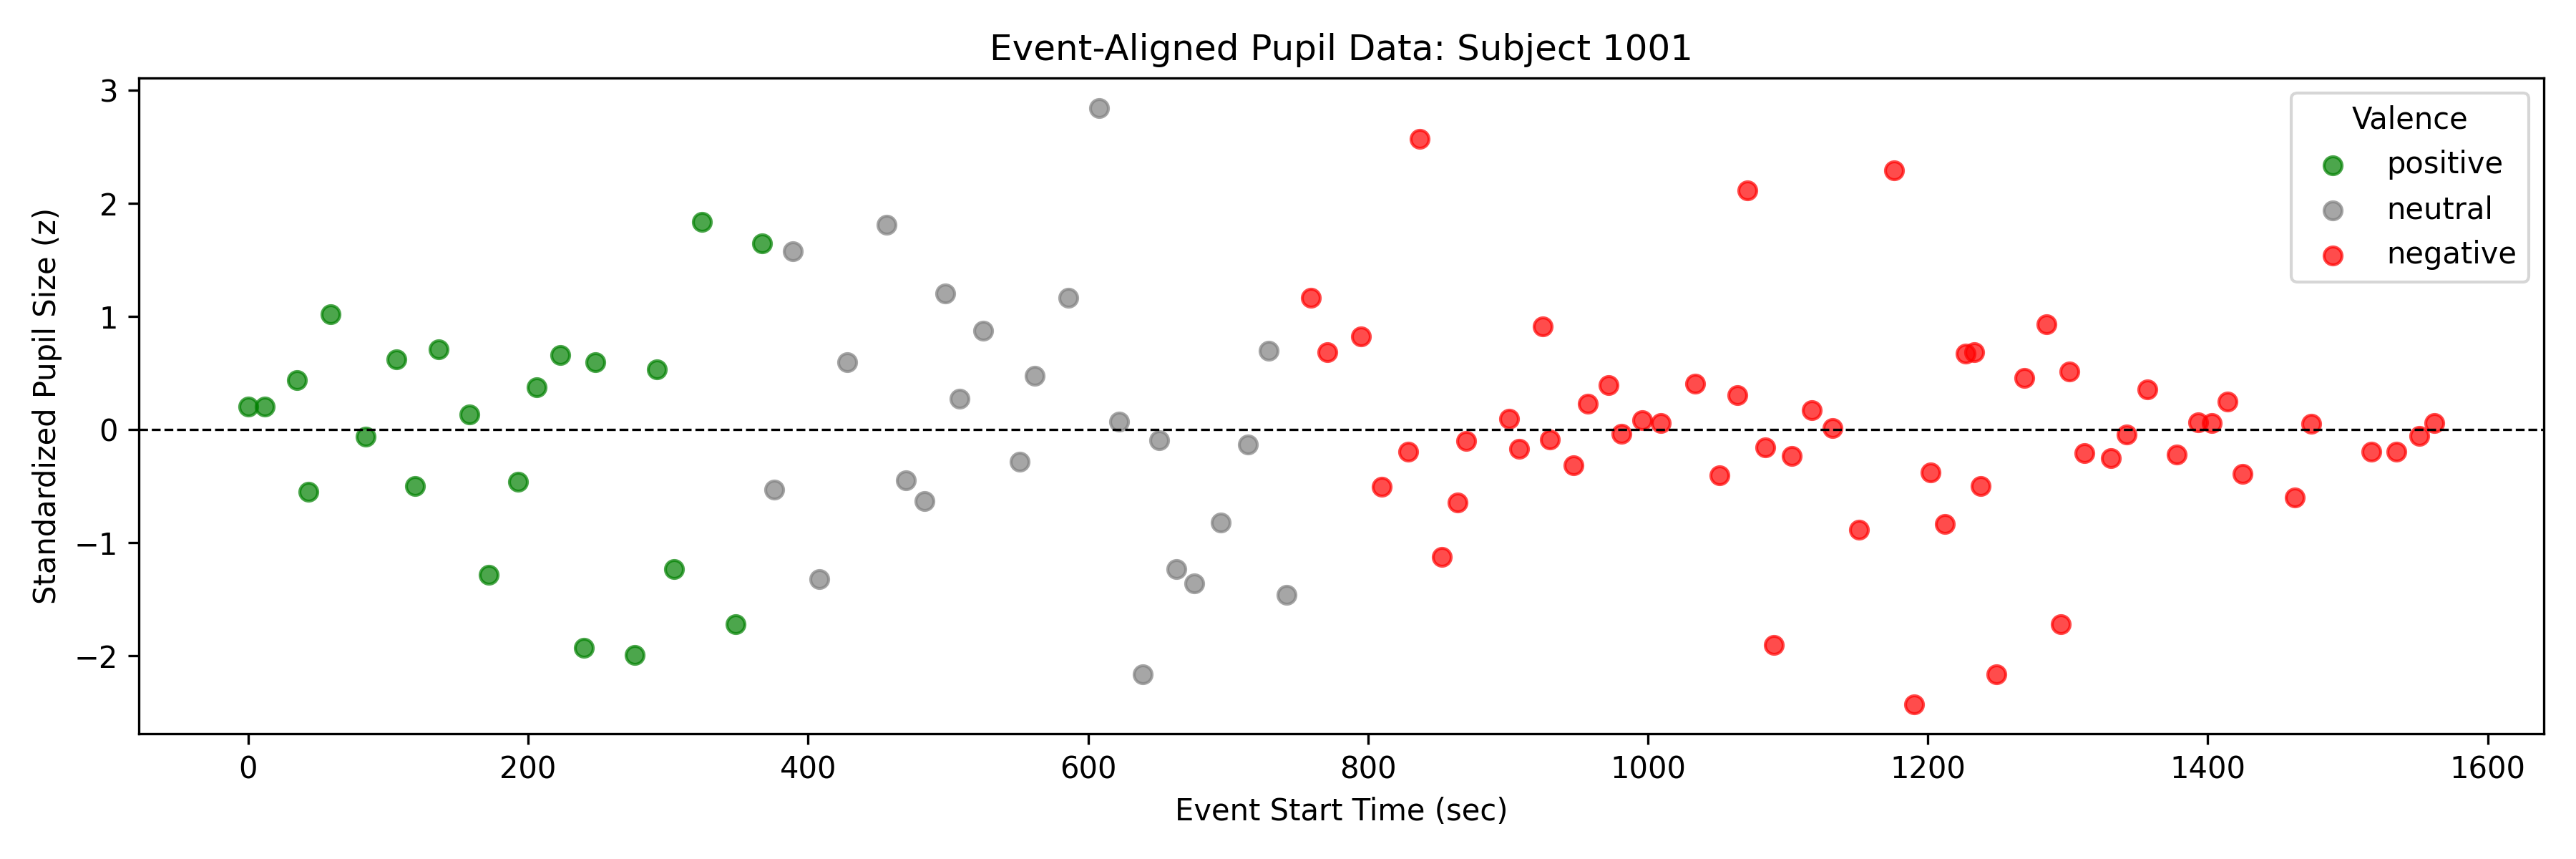 Event-Aligned Pupil Data: Subject 1001
Standardized Pupil Size (z)
3
2
1
0
−1
−2
Valence
positive
neutral
negative
0 200 400 600 800 1000 1200 1400 1600
Event Start Time (sec)